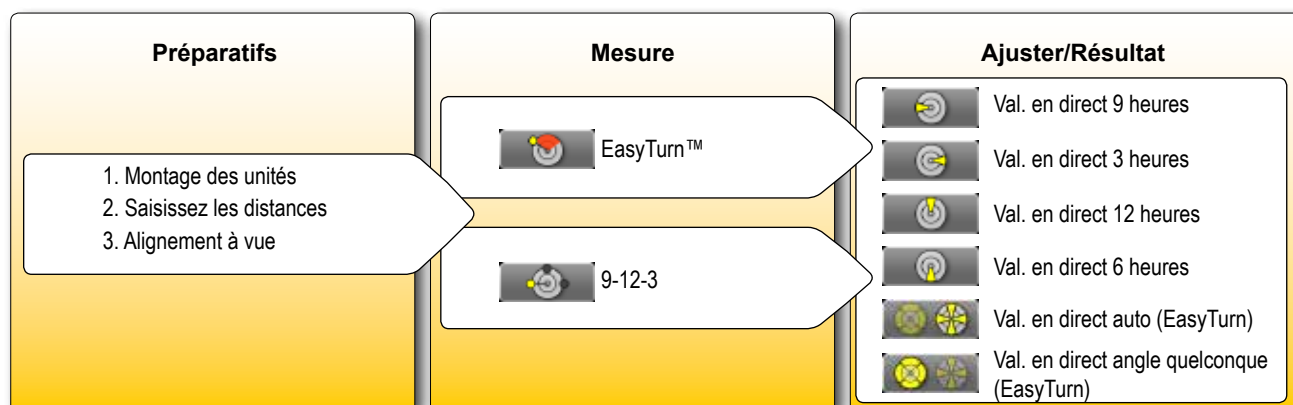 Préparatifs
1. Montage des unités
2. Saisissez les distances
3. Alignement à vue
Mesure
EasyTurn™
9-12-3
Ajuster/Résultat
Val. en direct 9 heures
Val. en direct 3 heures
Val. en direct 12 heures
Val. en direct 6 heures
Val. en direct auto (EasyTurn)
Val. en direct angle quelconque
(EasyTurn)